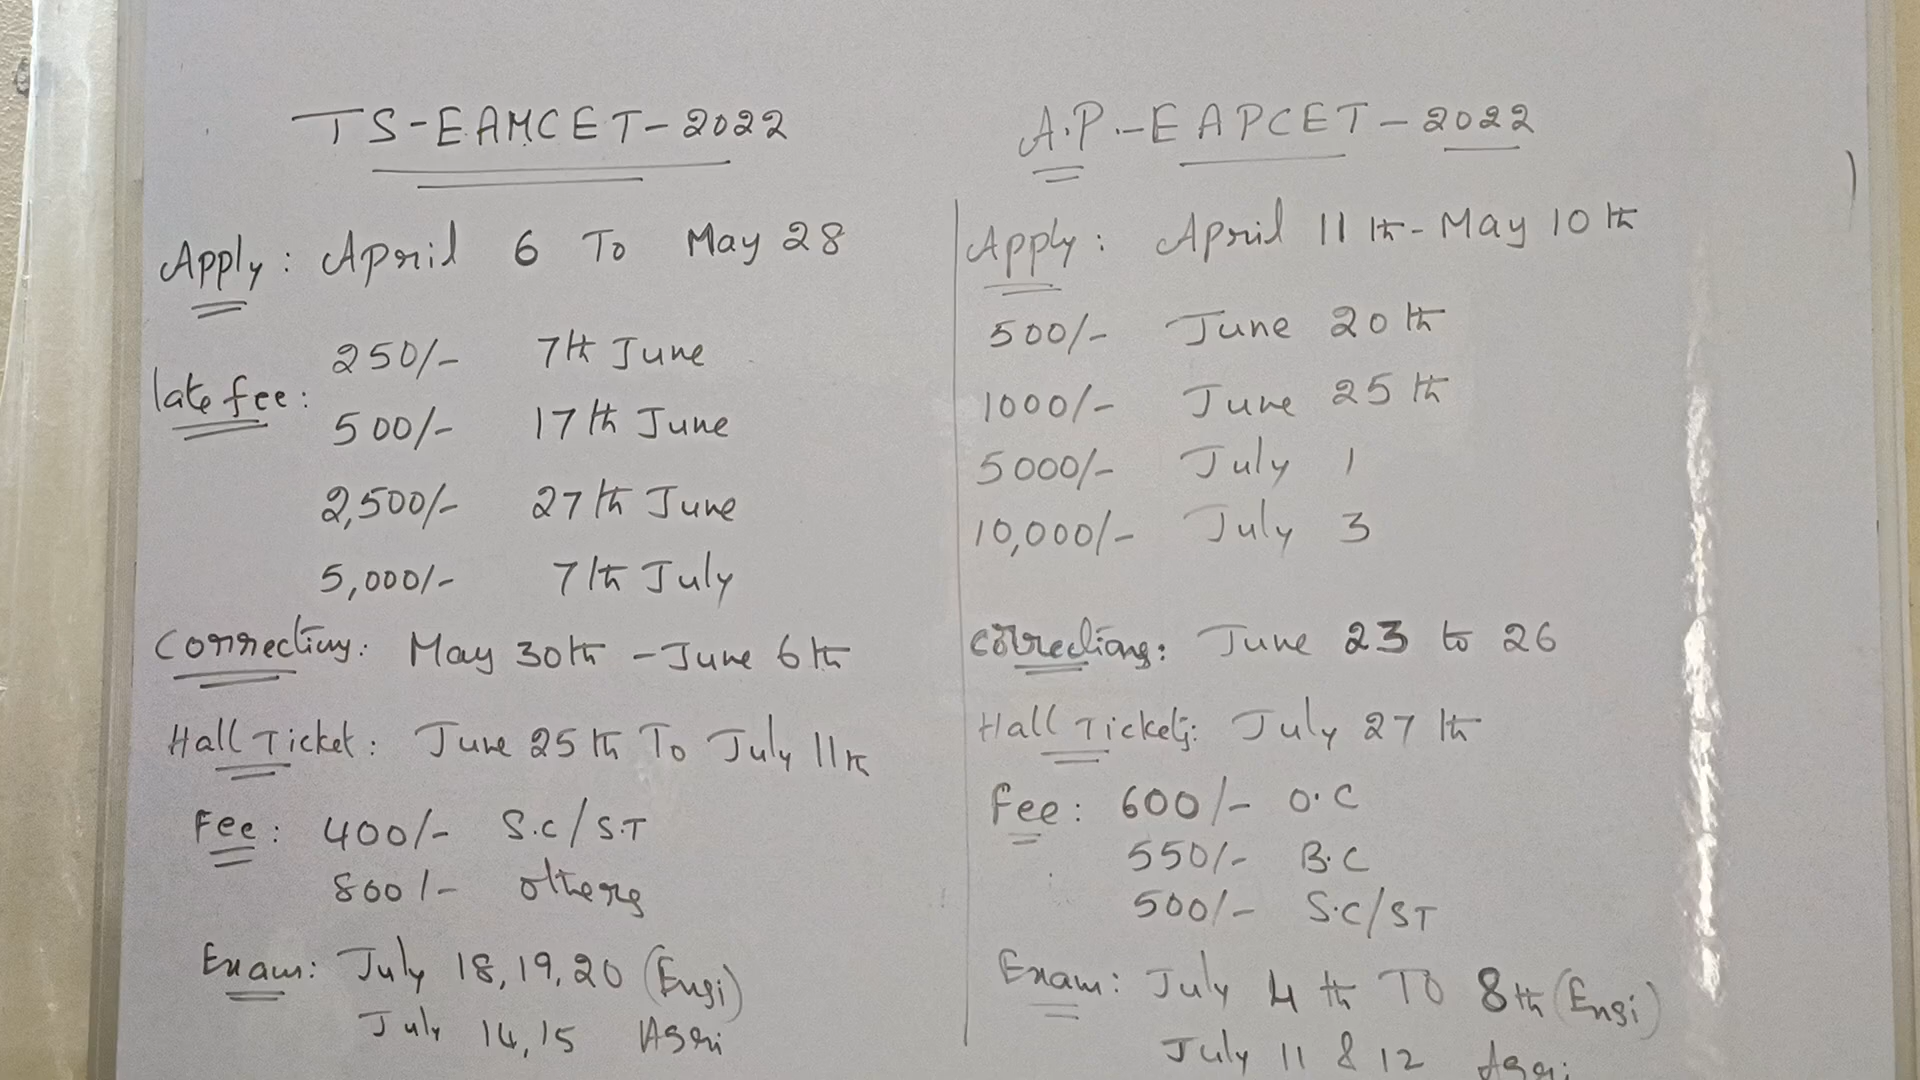 TS-EAMCET-2022
Apply: April 6 To May 28
late fee:
250/- 7th June
500/- 17th June
2,500/- 27th June
5,000/- 7th July
Corrections: May 30th - June 6th
Hall Ticket: June 25th To July 11th
Fee: 400/- S.C/S.T
800/- others
Exam: July 18,19,20 (Engi)
July 14,15 Agri
A.P.-EAPCET-2022
Apply: April 11th - May 10th
500/- June 20th
1000/- June 25th
5000/- July 1
10,000/- July 3
Corrections: June 23 to 26
Hall Tickets: July 27th
Fee: 600/- O.C
550/- B.C
500/- S.C/ST
Exam: July 4th TO 8th (Engi)
July 11 & 12 Agri